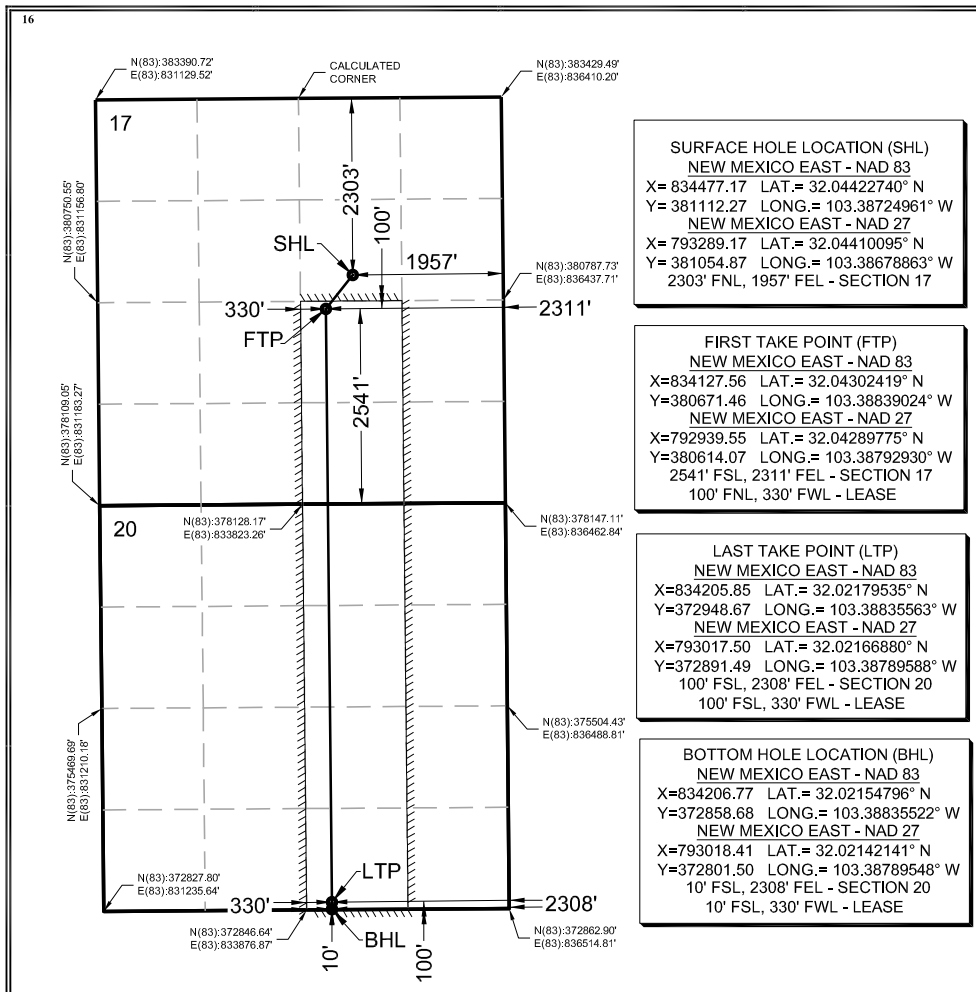 16
N(83):383390.72'
E(83):831129.52'
CALCULATED
CORNER
N(83):383429.49'
E(83):836410.20'
17
2303'
100'
N(83):380750.55'
E(83):831156.80'
SHL
1957'
N(83):380787.73'
E(83):836437.71'
330'
2311'
FTP
2541'
N(83):378109.05'
E(83):831183.27'
20
N(83):378128.17'
E(83):833823.26'
N(83):378147.11'
E(83):836462.84'
N(83):375469.69'
E(83):831210.18'
N(83):375504.43'
E(83):836488.81'
N(83):372827.80'
E(83):831235.64'
LTP
330'
2308'
N(83):372846.64'
E(83):833876.87'
10'
BHL
100'
N(83):372862.90'
E(83):836514.81'
SURFACE HOLE LOCATION (SHL)
NEW MEXICO EAST - NAD 83
X= 834477.17 LAT.= 32.04422740° N
Y= 381112.27 LONG.= 103.38724961° W
NEW MEXICO EAST - NAD 27
X= 793289.17 LAT.= 32.04410095° N
Y= 381054.87 LONG.= 103.38678863° W
2303' FNL, 1957' FEL - SECTION 17
FIRST TAKE POINT (FTP)
NEW MEXICO EAST - NAD 83
X=834127.56 LAT.= 32.04302419° N
Y=380671.46 LONG.= 103.38839024° W
NEW MEXICO EAST - NAD 27
X=792939.55 LAT.= 32.04289775° N
Y=380614.07 LONG.= 103.38792930° W
2541' FSL, 2311' FEL - SECTION 17
100' FNL, 330' FWL - LEASE
LAST TAKE POINT (LTP)
NEW MEXICO EAST - NAD 83
X=834205.85 LAT.= 32.02179535° N
Y=372948.67 LONG.= 103.38835563° W
NEW MEXICO EAST - NAD 27
X=793017.50 LAT.= 32.02166880° N
Y=372891.49 LONG.= 103.38789588° W
100' FSL, 2308' FEL - SECTION 20
100' FSL, 330' FWL - LEASE
BOTTOM HOLE LOCATION (BHL)
NEW MEXICO EAST - NAD 83
X=834206.77 LAT.= 32.02154796° N
Y=372858.68 LONG.= 103.38835522° W
NEW MEXICO EAST - NAD 27
X=793018.41 LAT.= 32.02142141° N
Y=372801.50 LONG.= 103.38789548° W
10' FSL, 2308' FEL - SECTION 20
10' FSL, 330' FWL - LEASE